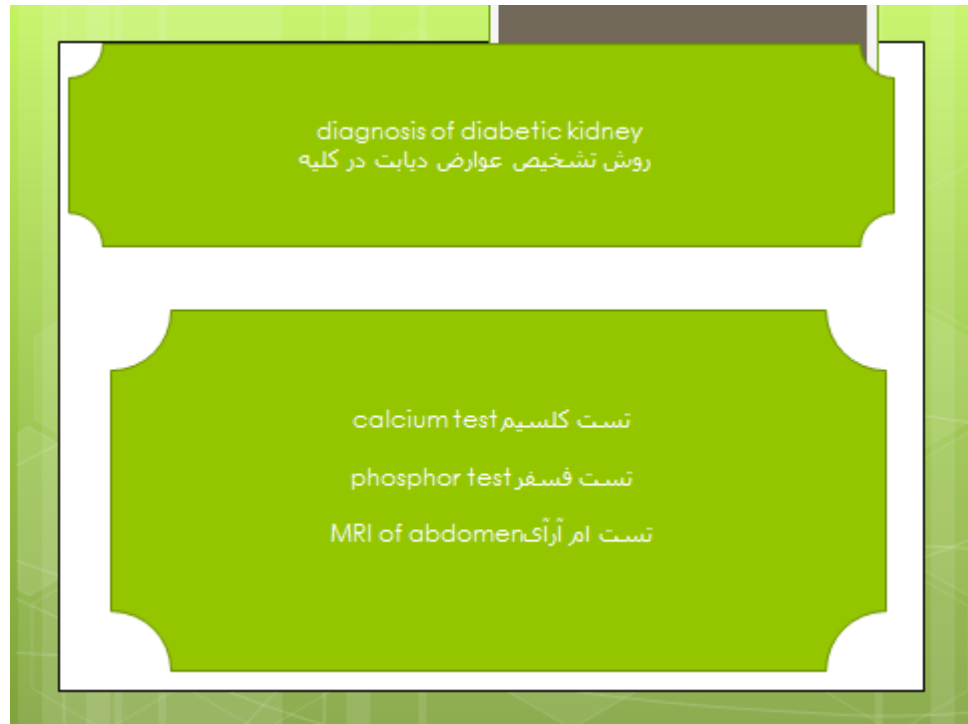 diagnosis of diabetic kidney
روش تشخیص عوارض دیابت در کلیه
تست کلسیم calcium test
تست فسفر phosphor test
تست ام آرآی MRI of abdomen